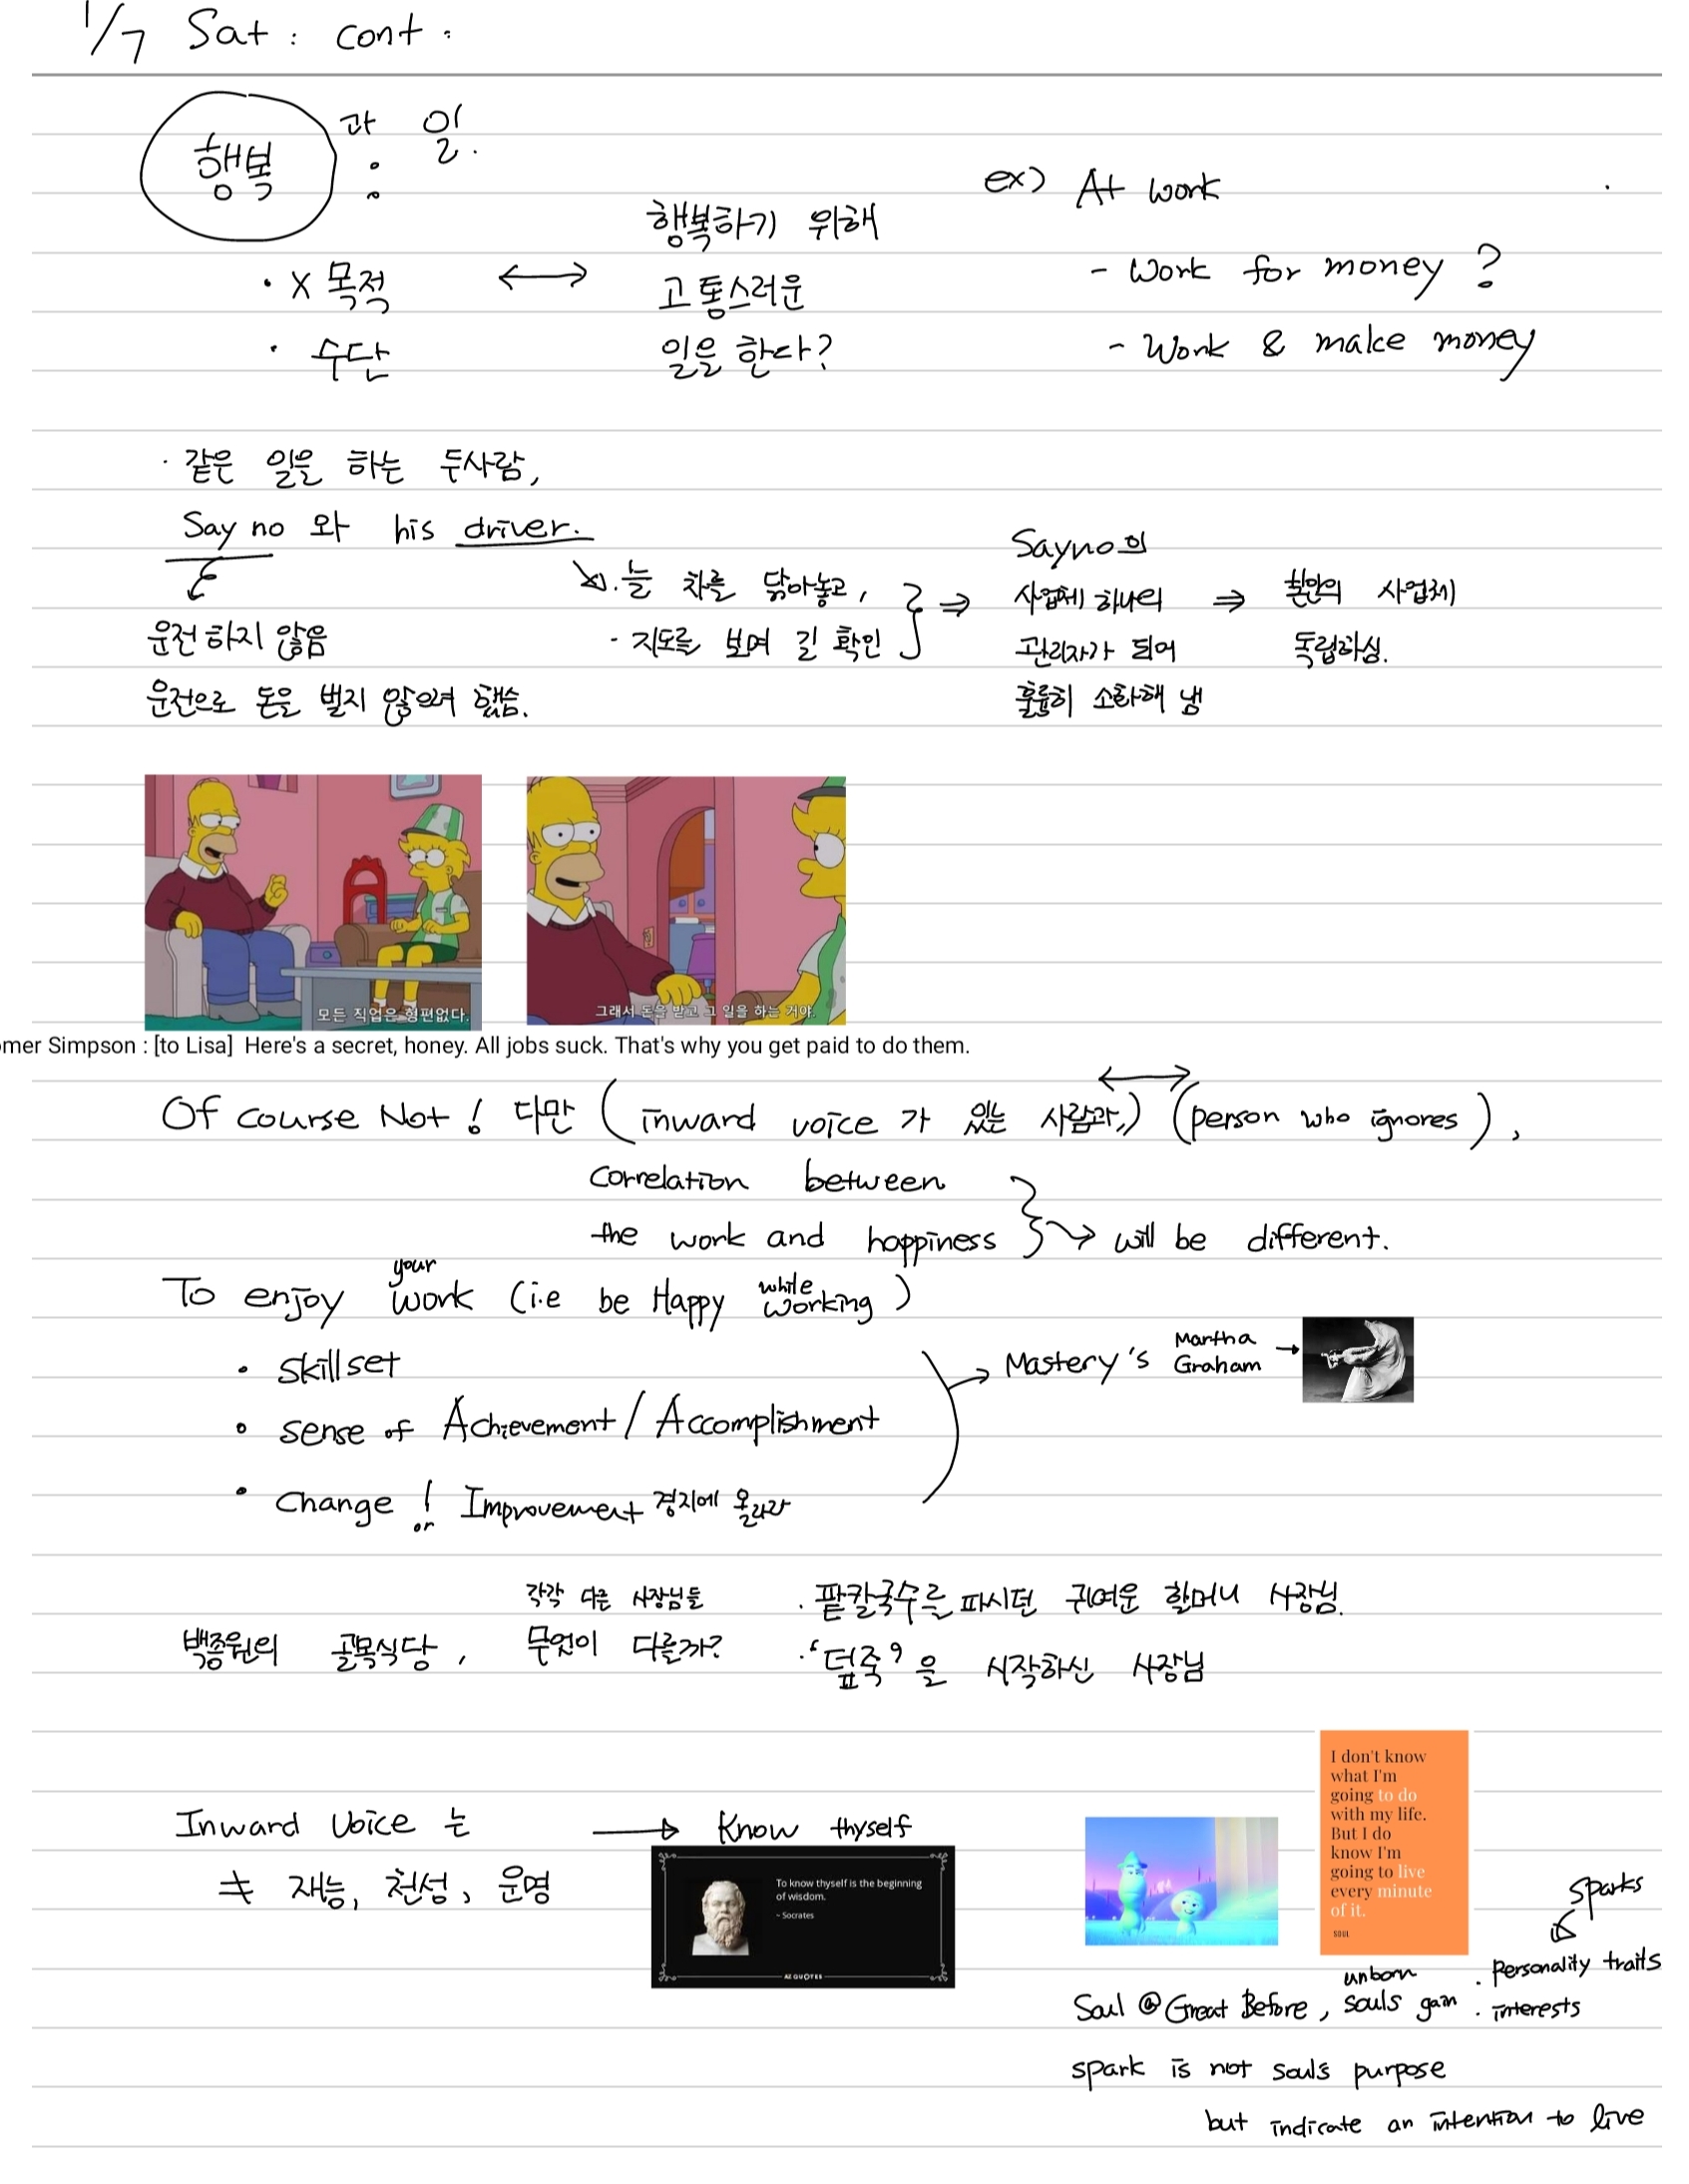 1/7 Sat : cont :
행복 과 일.
:
· X 목적 ↔ 행복하기 위해
고통스러운
· 수단 일을 한다?
ex) At work
- Work for money ?
- Work & make money
· 같은 일을 하는 두사람,
Say no 와 his driver.
운전하지 않음
운전으로 돈은 벌지 않으려 했음.
· 늘 차를 닦아놓고,
· 지도를 보며 길 확인
⇒ Sayno의
사업체 하나의
관리자가 되어
훌륭히 소화해 냄
⇒ 본인의 사업체
독립하심.
모든 직업은 형편없다.
그래서 돈을 받고 그 일을 하는 거야.
omer Simpson : [to Lisa] Here's a secret, honey. All jobs suck. That's why you get paid to do them.
Of course Not ! 다만 ( inward voice 가 있는 사람과,,) ↔ (person who ignores ) ,
Correlation between
the work and happiness → will be different.
To enjoy your work (i.e be Happy while working )
· skillset
· sense of Achievement / Accomplishment
· Change ! or Improvement 경지에 올라라
→ Mastery's Martha Graham →
백종원의 골목식당 ,
각각 다른 사장님들
무엇이 다를까?
· 팥칼국수를 파시던 귀여운 할머니 사장님.
· '덮죽' 을 시작하신 사장님
Inward Voice 는
≠ 재능, 천성, 운명
→ Know thyself
To know thyself is the beginning
of wisdom.
~ Socrates
AZ QUOTES
I don't know
what I'm
going to do
with my life.
But I do
know I'm
going to live
every minute
of it.
SOUL
Sparks
· Personality traits
· interests
Soul @ Great Before , unborn souls gain
spark is not soul's purpose
but indicate an intention to live